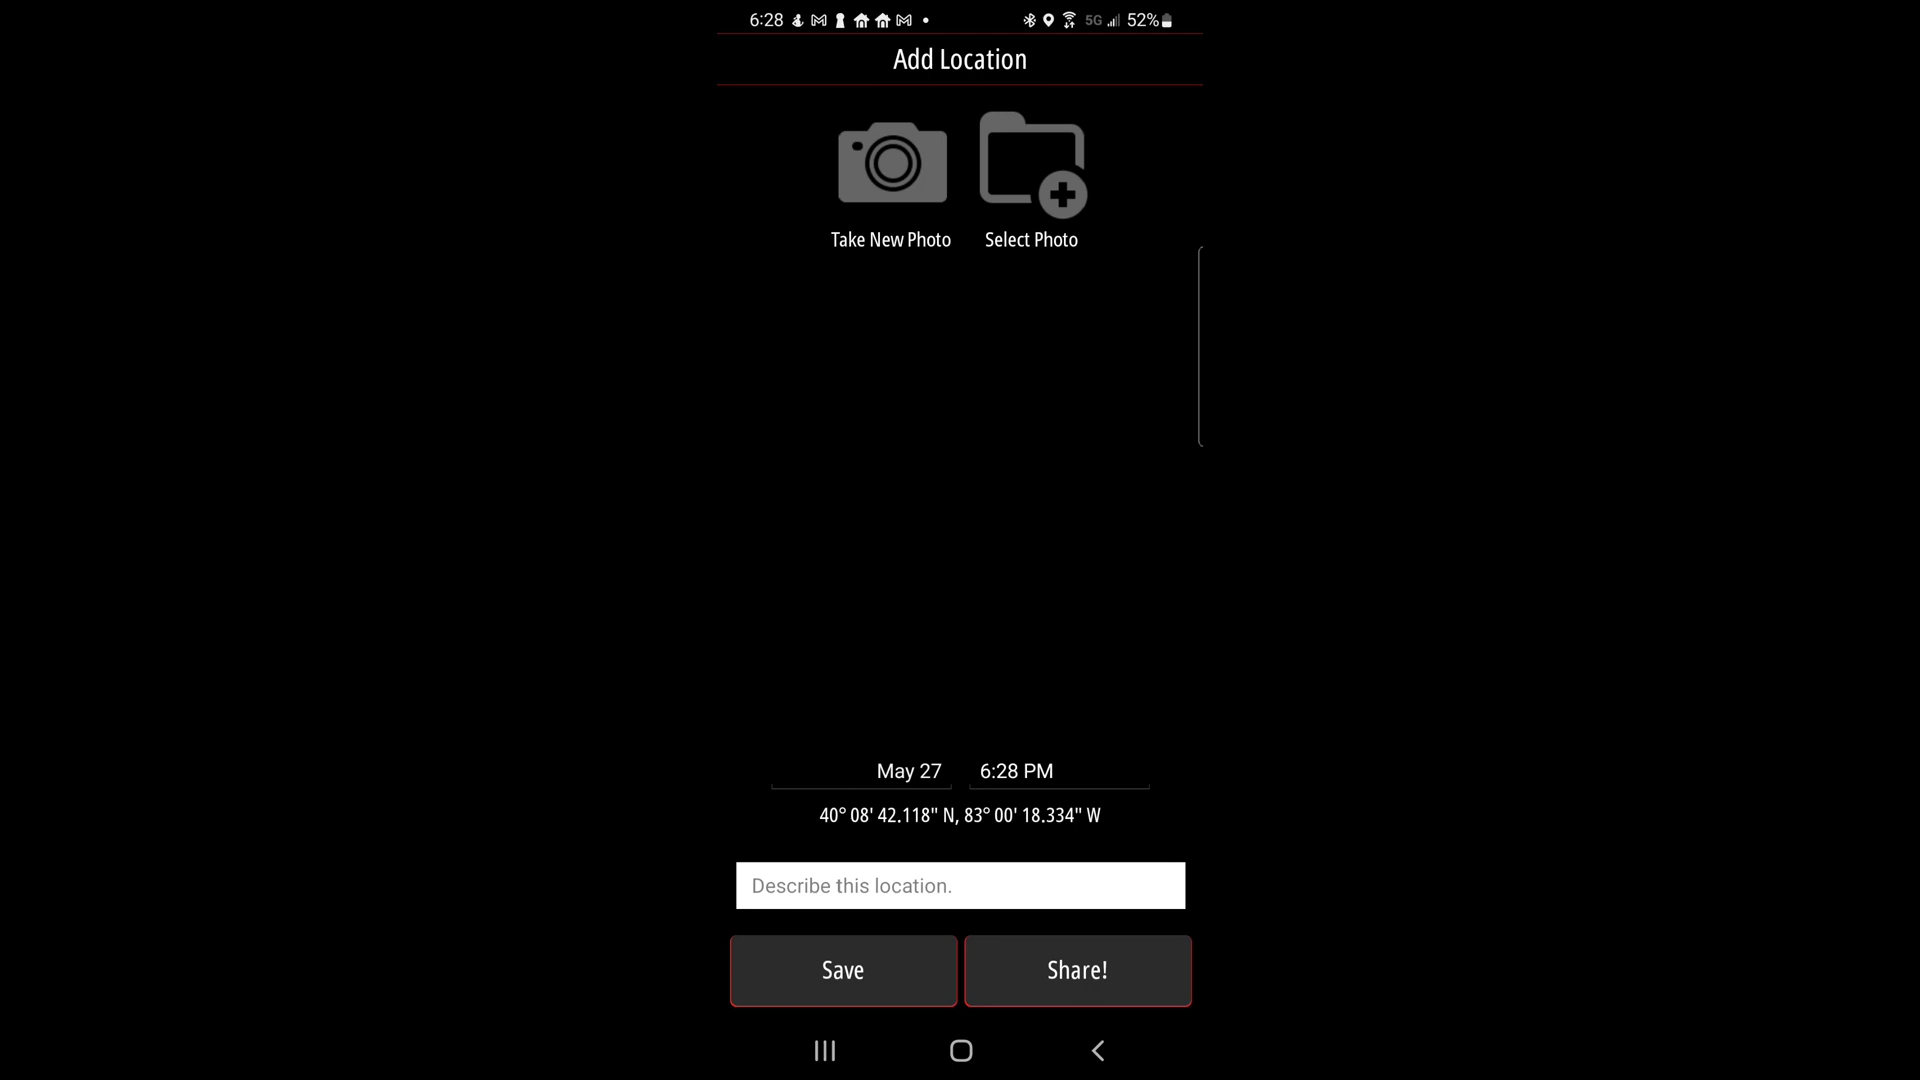 6:28 5G 52%
Add Location
Take New Photo Select Photo
May 27 6:28 PM
40° 08' 42.118" N, 83° 00' 18.334" W
Describe this location.
Save Share!